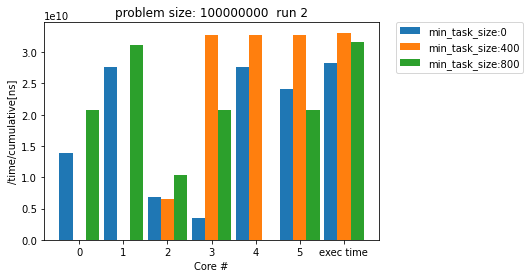 problem size: 100000000  run 2
1e10
3.0
2.5
2.0
1.5
1.0
0.5
0.0
/time/cumulative[ns]
0 1 2 3 4 5 exec time
Core #
min_task_size:0
min_task_size:400
min_task_size:800